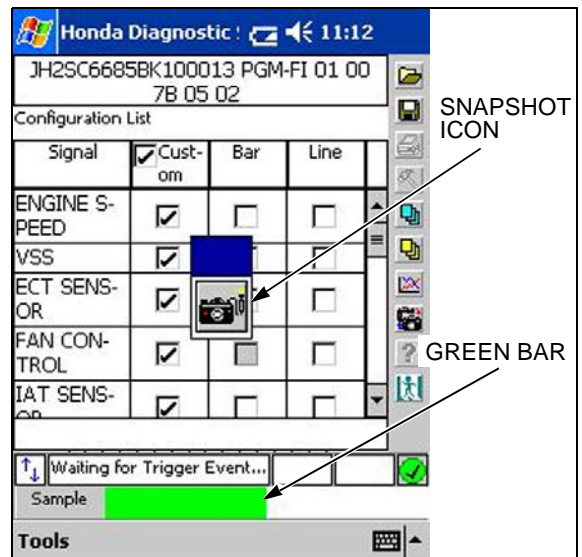 Honda Diagnostic : 11:12
JH2SC6685BK100013 PGM-FI 01 00
7B 05 02
Configuration List
Signal
Cust-
om
Bar
Line
ENGINE S-
PEED
VSS
ECT SENS-
OR
FAN CON-
TROL
IAT SENS-
OR
Waiting for Trigger Event...
Sample
Tools
SNAPSHOT
ICON
GREEN BAR